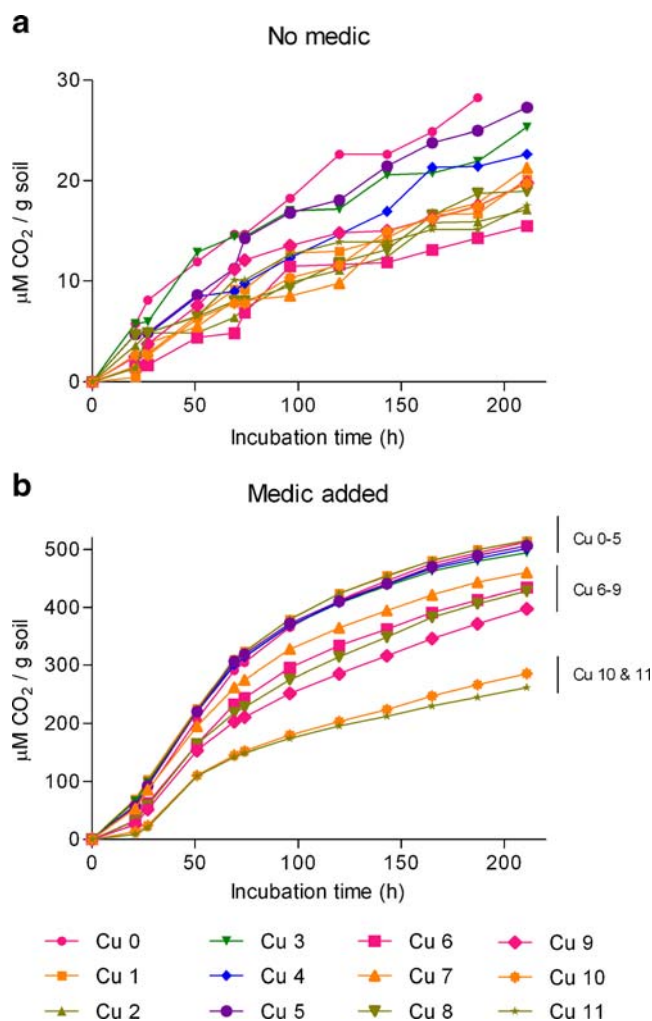 a
No medic
30
20
10
0
μM CO2 / g soil
0 50 100 150 200
Incubation time (h)
b
Medic added
500
400
300
200
100
0
μM CO2 / g soil
Cu 0-5
Cu 6-9
Cu 10 & 11
0 50 100 150 200
Incubation time (h)
Cu 0 Cu 3 Cu 6 Cu 9
Cu 1 Cu 4 Cu 7 Cu 10
Cu 2 Cu 5 Cu 8 Cu 11